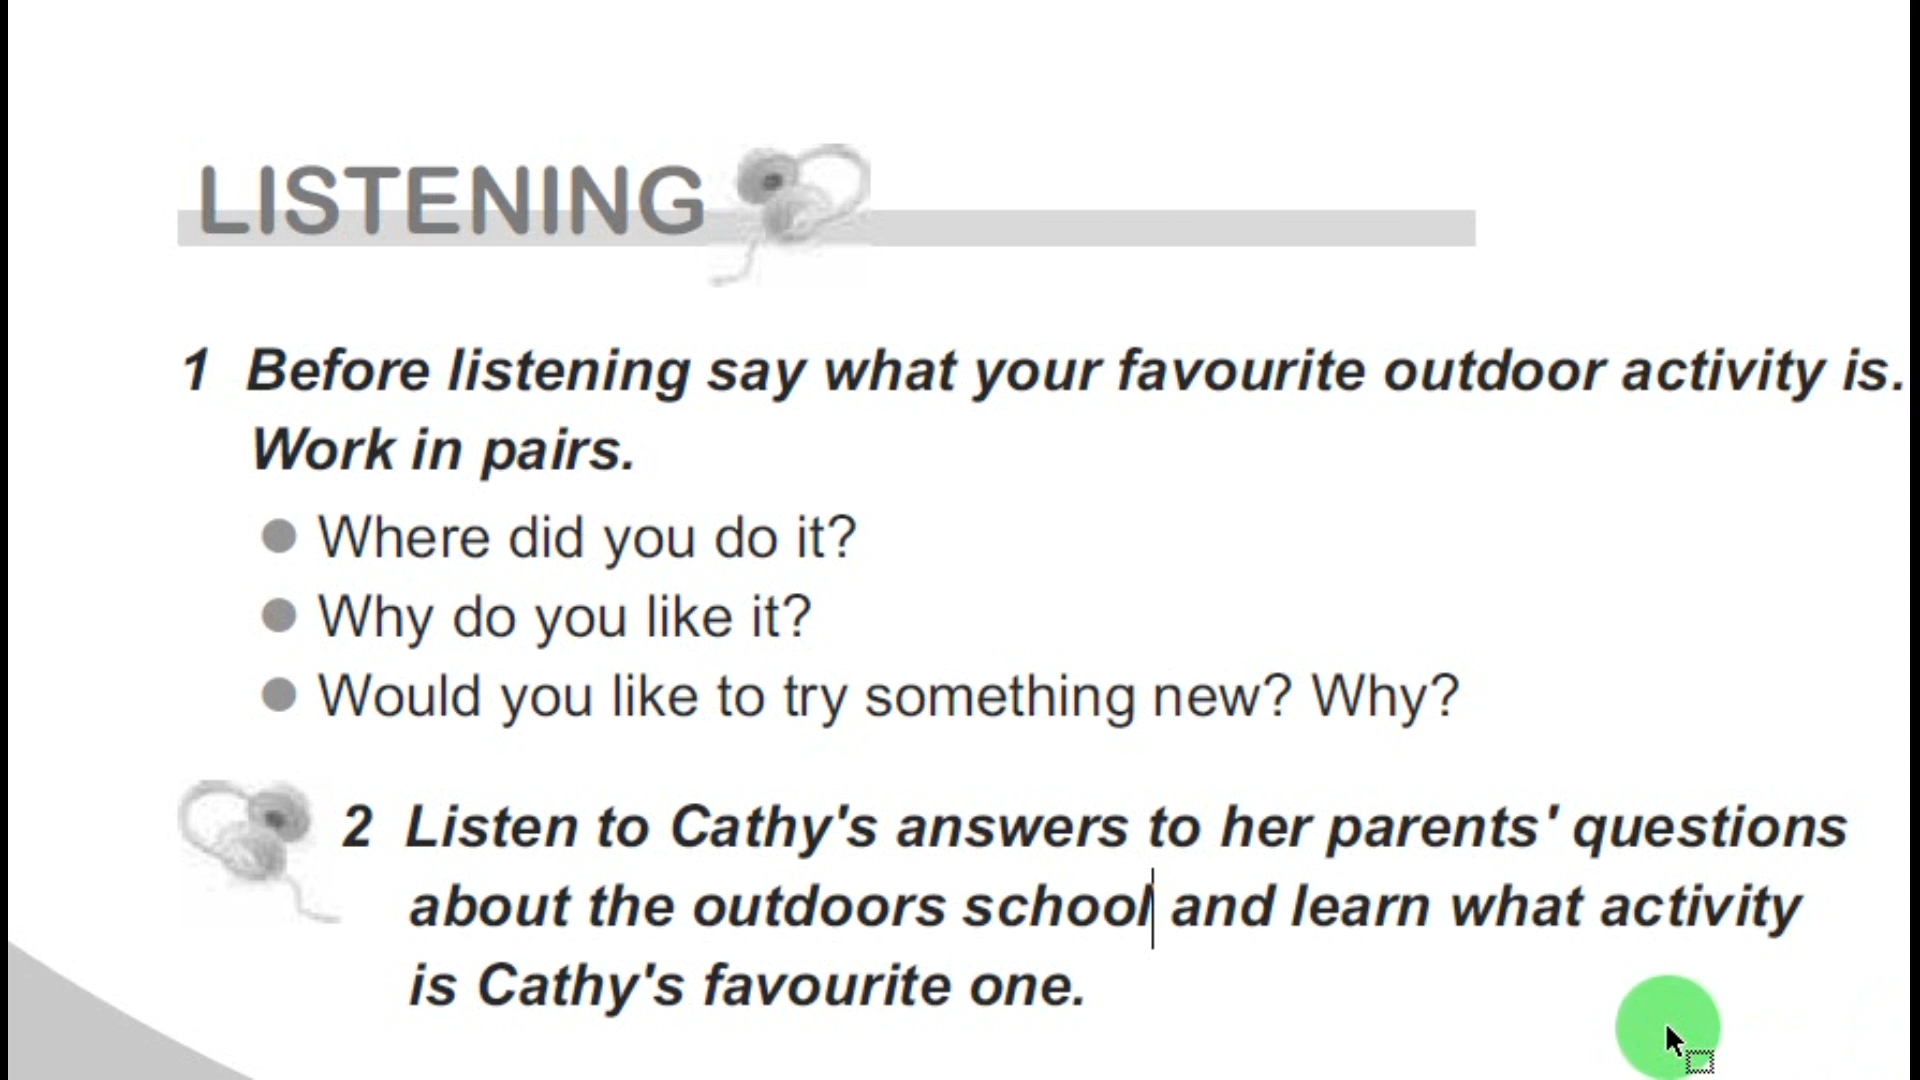 LISTENING
1 Before listening say what your favourite outdoor activity is.
Work in pairs.
● Where did you do it?
● Why do you like it?
● Would you like to try something new? Why?
2 Listen to Cathy's answers to her parents' questions
about the outdoors school and learn what activity
is Cathy's favourite one.